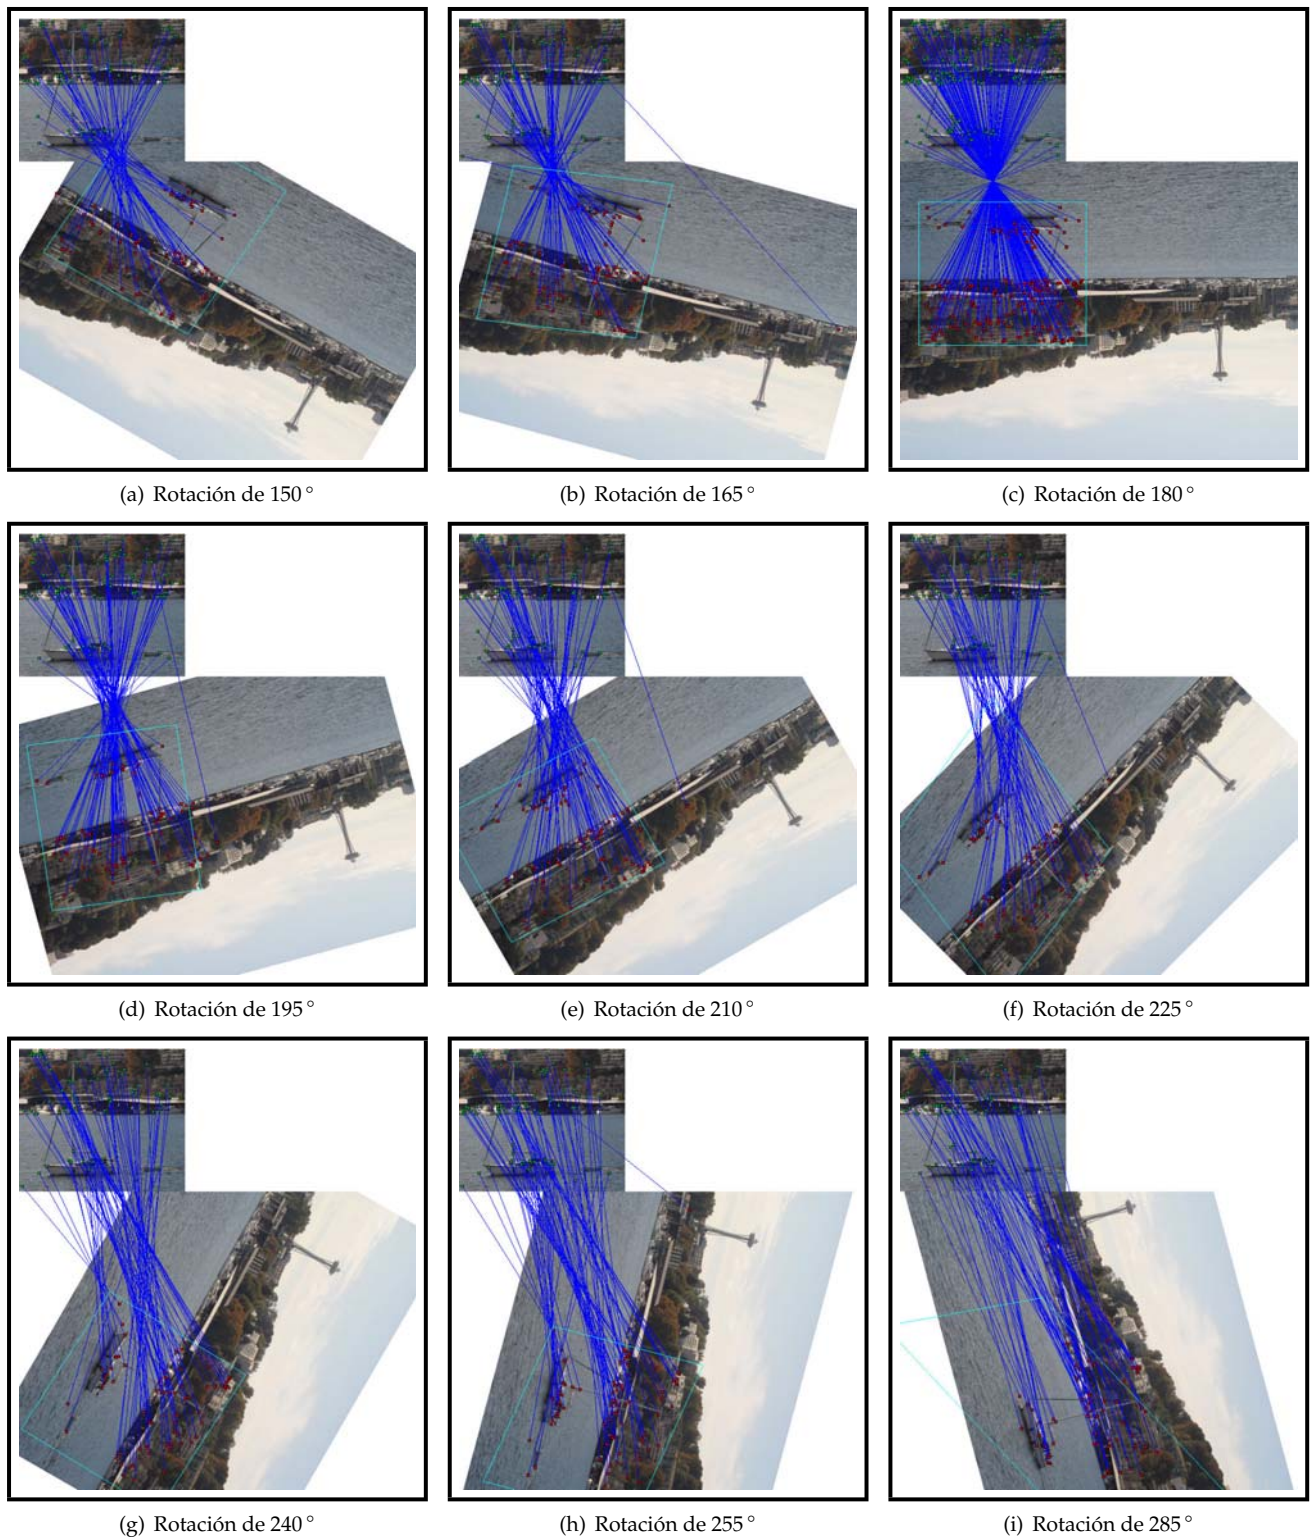 (a) Rotación de 150 °
(b) Rotación de 165 °
(c) Rotación de 180 °
(d) Rotación de 195 °
(e) Rotación de 210 °
(f) Rotación de 225 °
(g) Rotación de 240 °
(h) Rotación de 255 °
(i) Rotación de 285 °